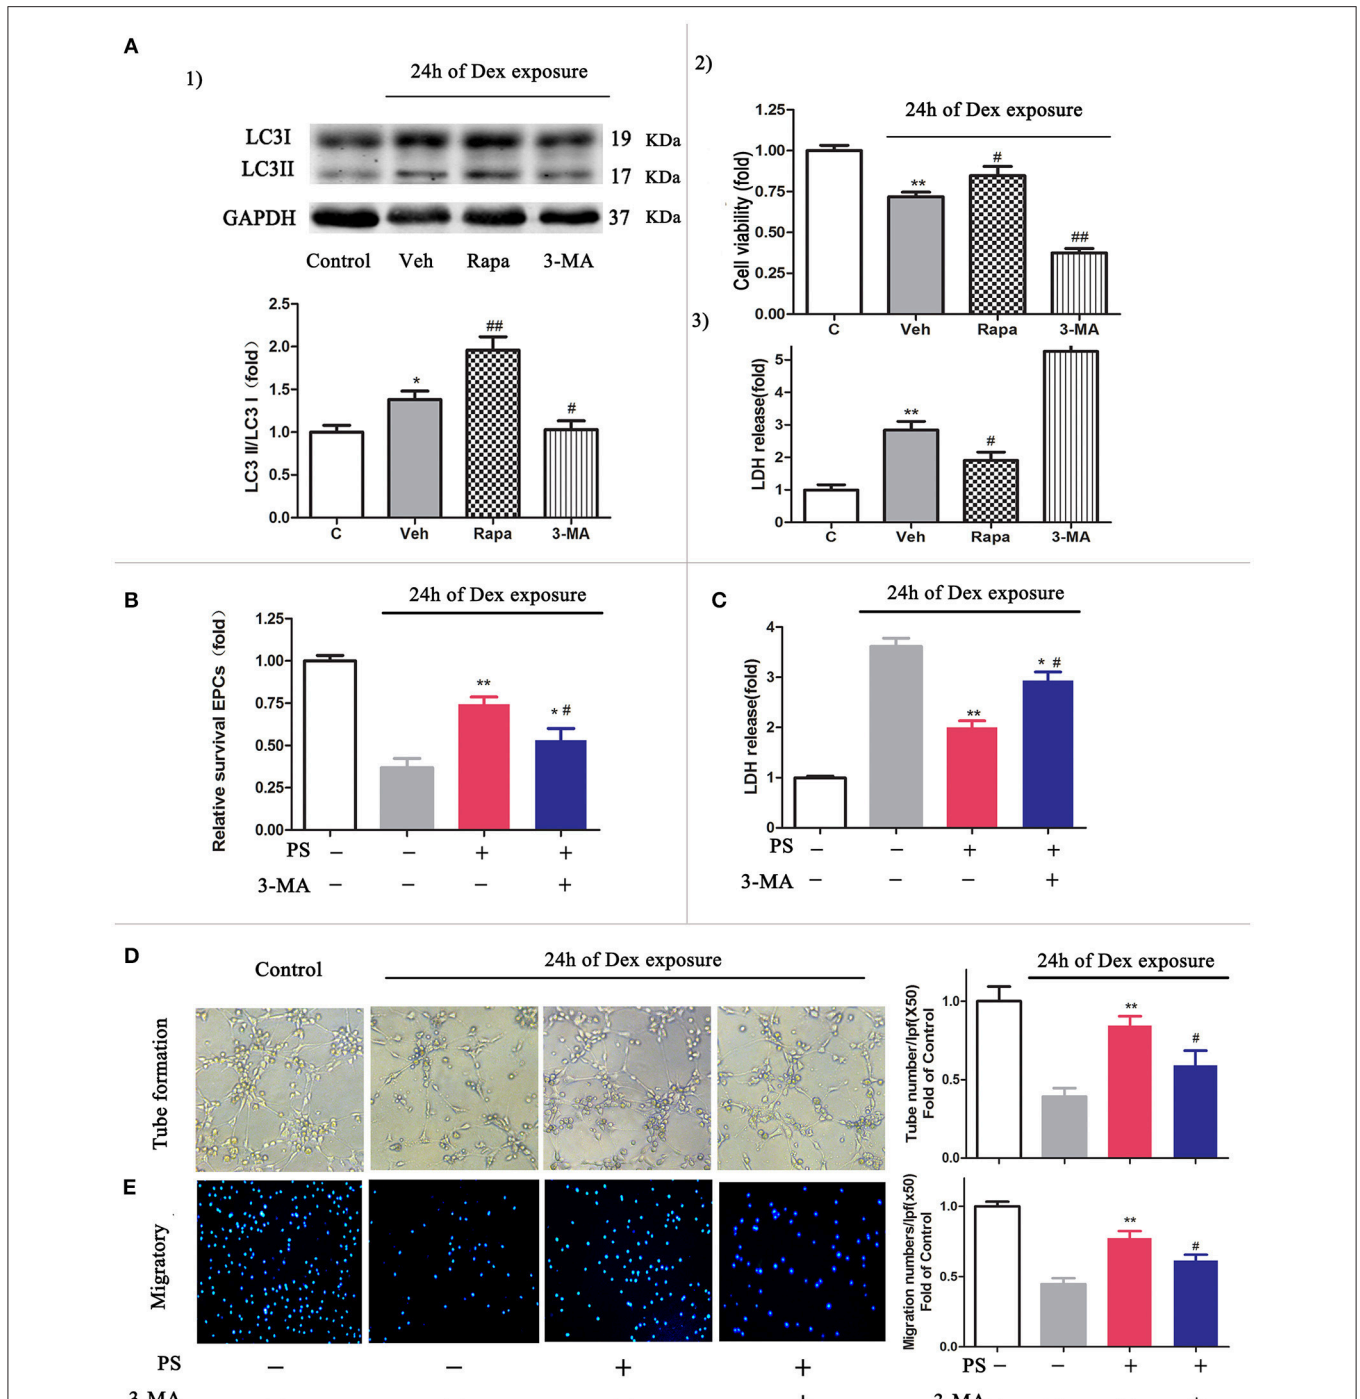 A
1)
24h of Dex exposure
LC3I
19 KDa
LC3II
17 KDa
GAPDH
37 KDa
Control Veh Rapa 3-MA
LC3 II/LC3 I (fold)
2.5
2.0
1.5
1.0
0.5
0.0
*
##
#
C Veh Rapa 3-MA
2)
24h of Dex exposure
Cell viability (fold)
1.25
1.00
0.75
0.50
0.25
0.00
**
#
##
C Veh Rapa 3-MA
3)
LDH release(fold)
5
4
3
2
1
0
**
#
C Veh Rapa 3-MA
B
24h of Dex exposure
Relative survival EPCs (fold)
1.25
1.00
0.75
0.50
0.25
0.00
**
* #
PS − − + +
3-MA − − − +
C
24h of Dex exposure
LDH release(fold)
4
3
2
1
0
**
* #
PS − − + +
3-MA − − − +
D
Control
24h of Dex exposure
Tube formation
24h of Dex exposure
Tube number/lpf(X50)
Fold of Control
1.0
0.5
0.0
**
#
E
Migratory
Migration numbers/lpf(x50)
Fold of Control
1.0
0.5
0.0
**
#
PS − − + +
PS − − + +
3-MA
3-MA